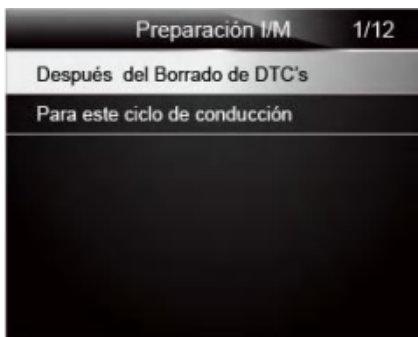 Preparación I/M 1/12
Después del Borrado de DTC's
Para este ciclo de conducción